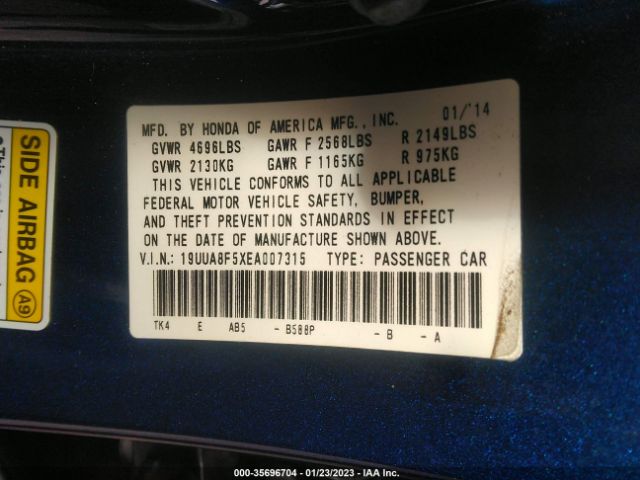 MFD. BY HONDA OF AMERICA MFG., INC. 01/'14
GVWR 4696LBS GAWR F 2568LBS R 2149LBS
GVWR 2130KG GAWR F 1165KG R 975KG
THIS VEHICLE CONFORMS TO ALL APPLICABLE
FEDERAL MOTOR VEHICLE SAFETY, BUMPER,
AND THEFT PREVENTION STANDARDS IN EFFECT
ON THE DATE OF MANUFACTURE SHOWN ABOVE.
V.I.N.: 19UUA8F5XEA007315 TYPE: PASSENGER CAR
TK4 E AB5 - B588P - B - A
SIDE AIRBAG A9
000-35696704 - 01/23/2023 - IAA Inc.